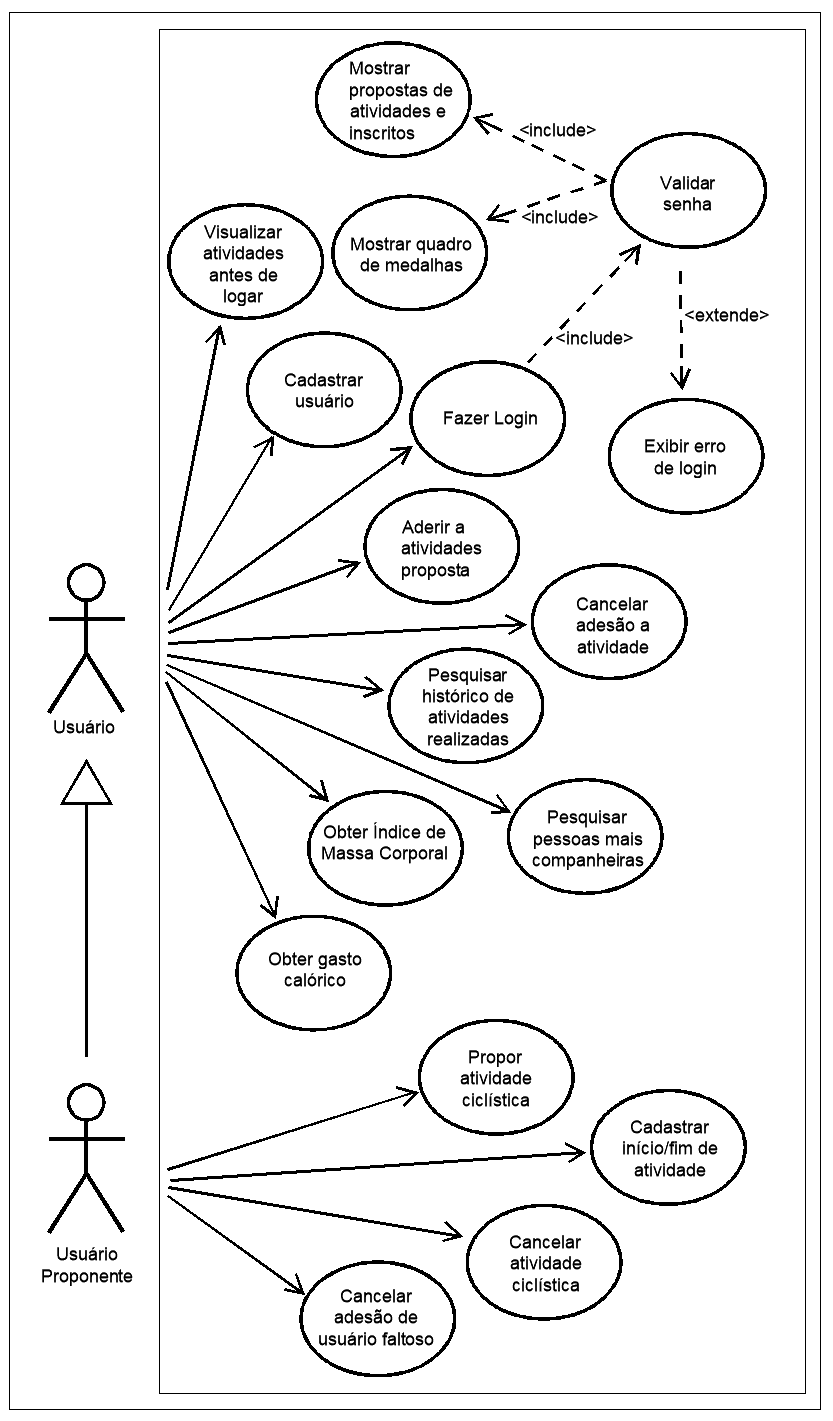 Mostrar
propostas de
atividades e
inscritos
<include>
Validar
senha
Visualizar
atividades
antes de
logar
Mostrar quadro
de medalhas
<include>
<extende>
<include>
Cadastrar
usuário
Fazer Login
Exibir erro
de login
Aderir a
atividades
proposta
Cancelar
adesão a
atividade
Usuário
Pesquisar
histórico de
atividades
realizadas
Obter Índice de
Massa Corporal
Pesquisar
pessoas mais
companheiras
Obter gasto
calórico
Propor
atividade
ciclística
Cadastrar
início/fim de
atividade
Usuário
Proponente
Cancelar
atividade
ciclística
Cancelar
adesão de
usuário faltoso